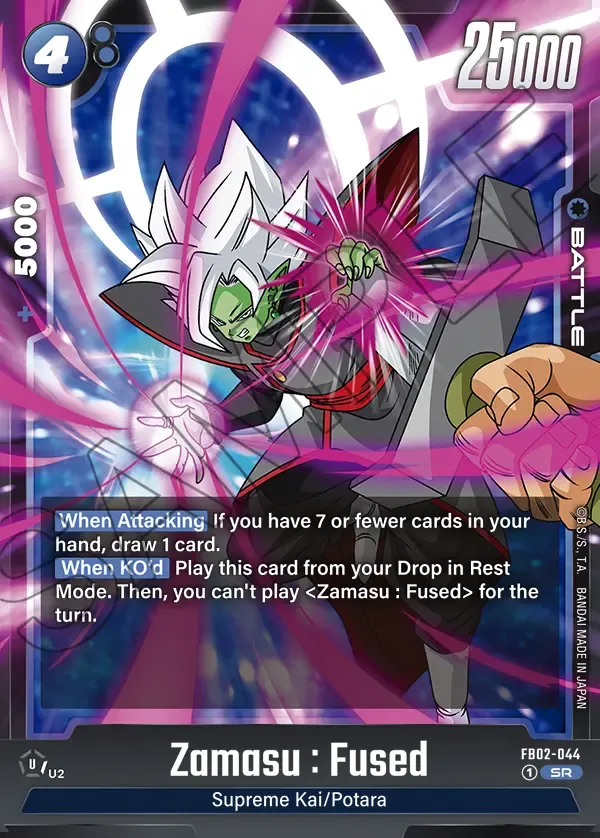 4
25000
+ 5000
BATTLE
SAMPLE
When Attacking If you have 7 or fewer cards in your
hand, draw 1 card.
When KO'd Play this card from your Drop in Rest
Mode. Then, you can't play <Zamasu : Fused> for the
turn.
©B.S./S., T.A. BANDAI MADE IN JAPAN
U / U2
Zamasu : Fused
FB02-044
1 SR
Supreme Kai/Potara